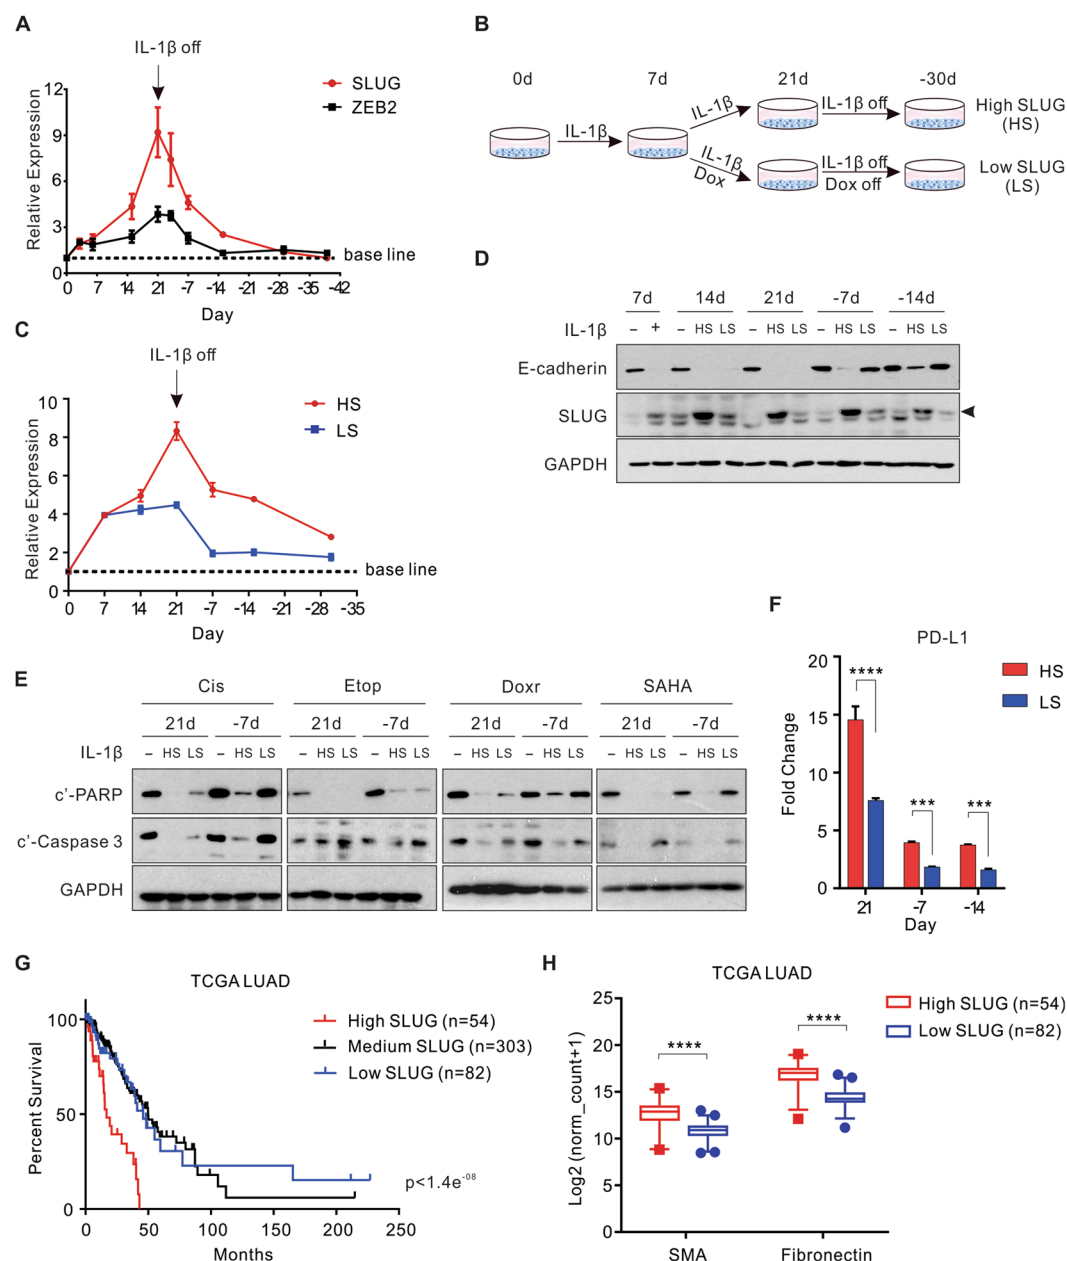 A
IL-1β off
SLUG
ZEB2
Relative Expression
12
9
6
3
0
base line
0 7 14 21 -7 -14 -21 -28 -35 -42
Day
B
0d 7d 21d -30d
IL-1β
IL-1β
IL-1β off
High SLUG
(HS)
IL-1β
Dox
IL-1β off
Dox off
Low SLUG
(LS)
C
IL-1β off
HS
LS
Relative Expression
10
8
6
4
2
0
base line
0 7 14 21 -7 -14 -21 -28 -35
Day
D
7d 14d 21d -7d -14d
IL-1β – + – HS LS – HS LS – HS LS – HS LS
E-cadherin
SLUG
GAPDH
E
Cis Etop Doxr SAHA
21d -7d 21d -7d 21d -7d 21d -7d
IL-1β – HS LS – HS LS – HS LS – HS LS – HS LS – HS LS – HS LS – HS LS
c'-PARP
c'-Caspase 3
GAPDH
F
PD-L1
HS
LS
Fold Change
20
15
10
5
0
**** *** ***
21 -7 -14
Day
G
TCGA LUAD
High SLUG (n=54)
Medium SLUG (n=303)
Low SLUG (n=82)
Percent Survival
100
50
0
p<1.4e⁻⁰⁸
0 50 100 150 200 250
Months
H
TCGA LUAD
High SLUG (n=54)
Low SLUG (n=82)
Log2 (norm_count+1)
25
20
15
10
5
0
**** ****
SMA Fibronectin